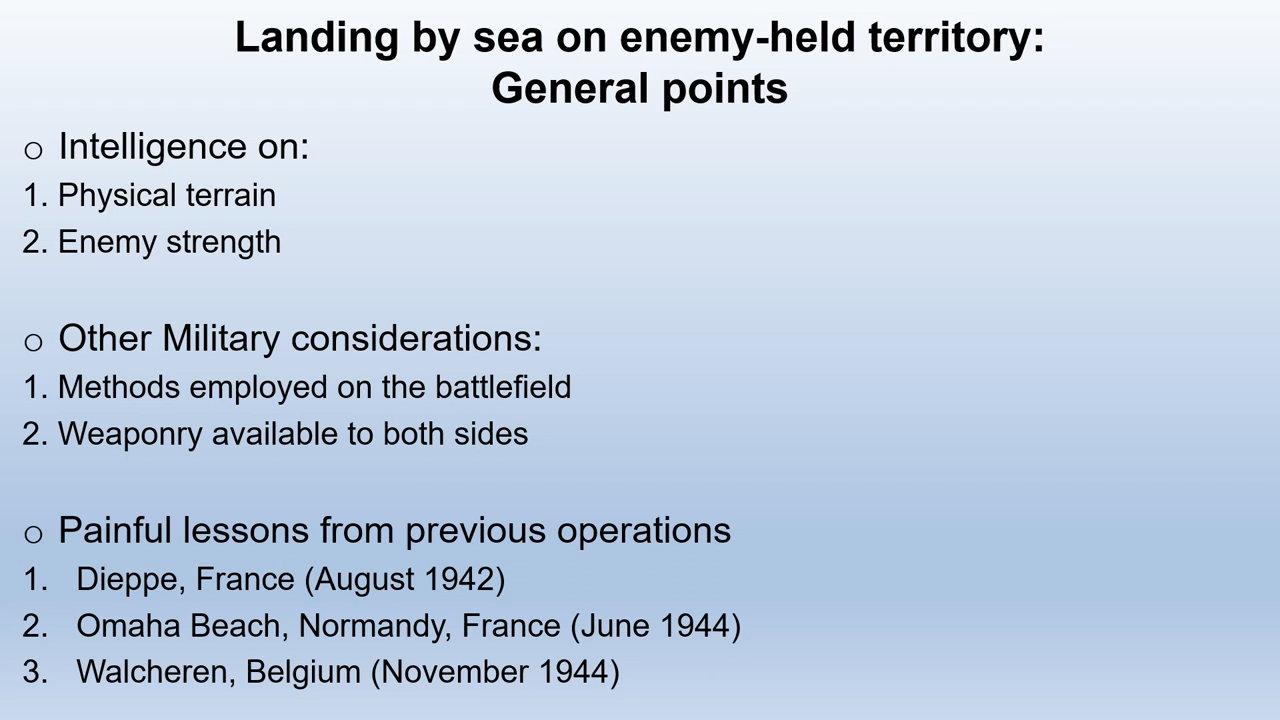 Landing by sea on enemy-held territory:
General points
o Intelligence on:
1. Physical terrain
2. Enemy strength
o Other Military considerations:
1. Methods employed on the battlefield
2. Weaponry available to both sides
o Painful lessons from previous operations
1. Dieppe, France (August 1942)
2. Omaha Beach, Normandy, France (June 1944)
3. Walcheren, Belgium (November 1944)